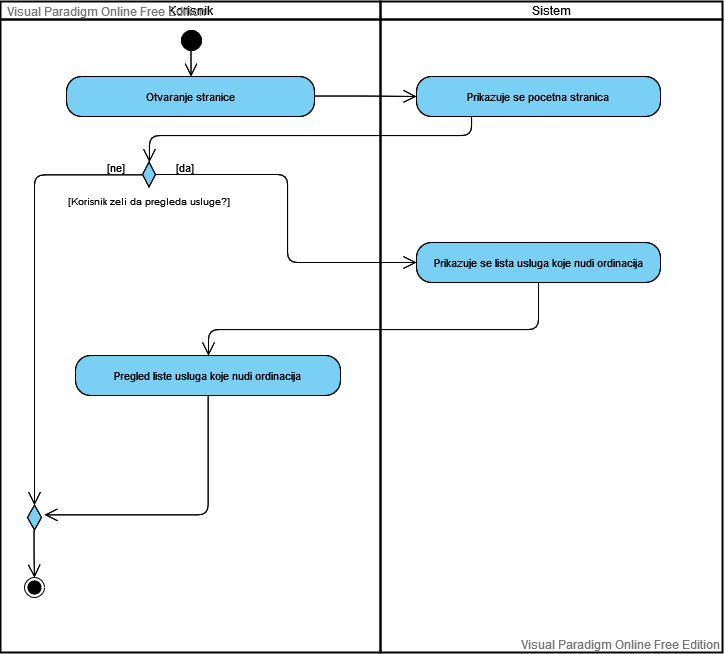 Visual Paradigm Online Free Edition
Korisnik
Sistem
Otvaranje stranice
Prikazuje se pocetna stranica
[ne]
[da]
[Korisnik zeli da pregleda usluge?]
Prikazuje se lista usluga koje nudi ordinacija
Pregled liste usluga koje nudi ordinacija
Visual Paradigm Online Free Edition